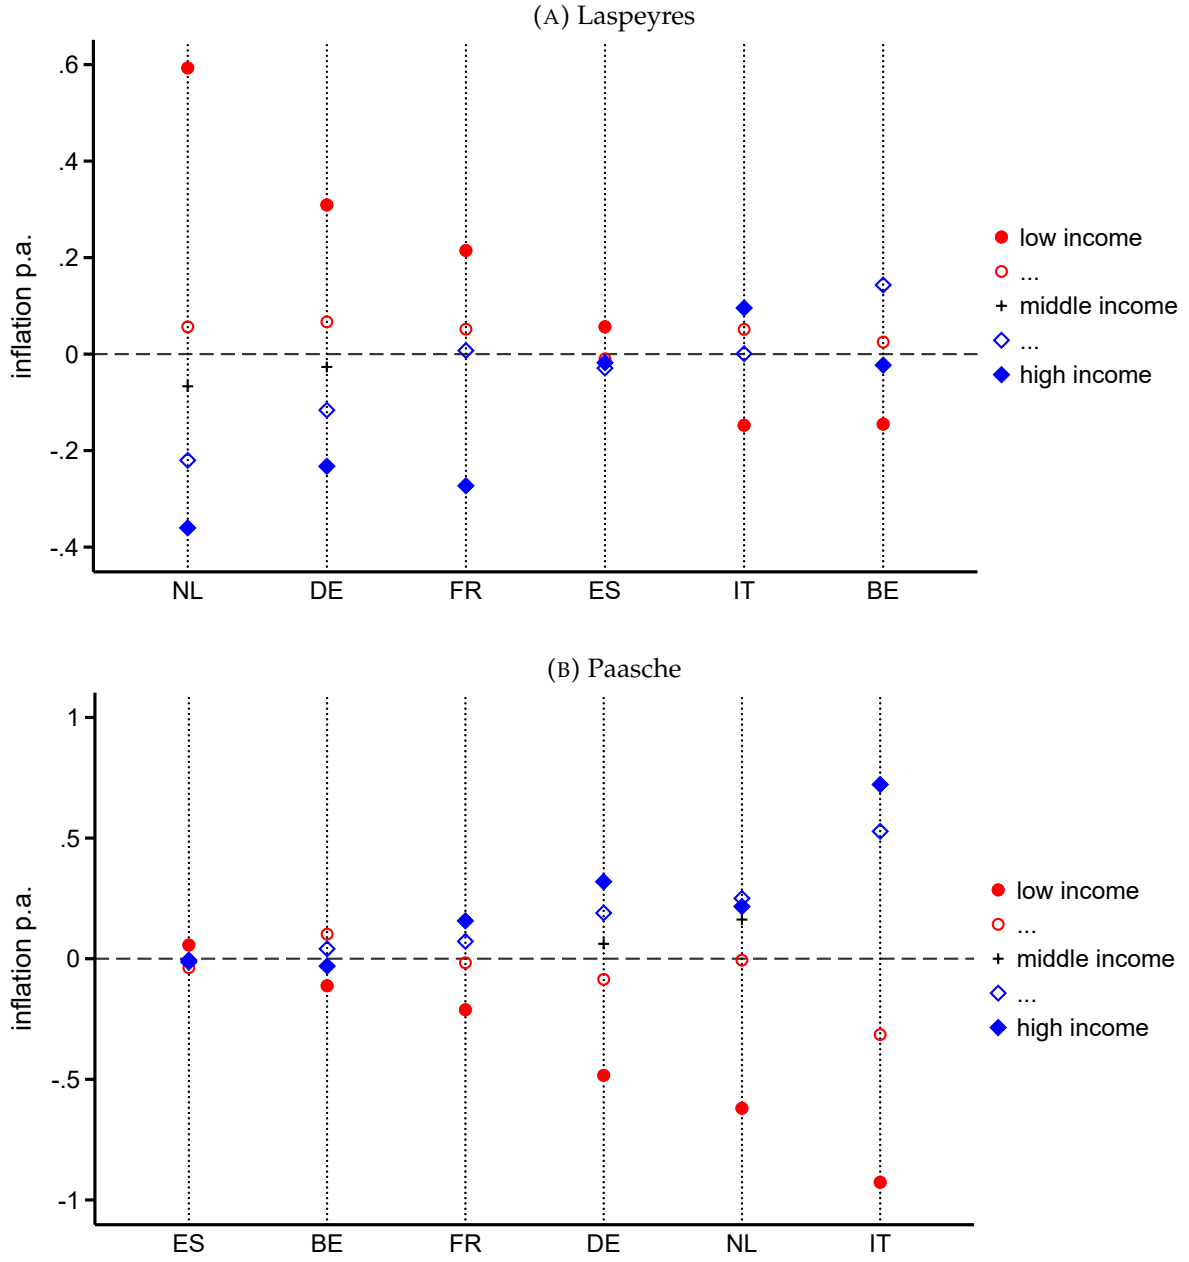 (A) Laspeyres
.6
.4
.2
0
-.2
-.4
inflation p.a.
NL DE FR ES IT BE
low income
...
middle income
...
high income
(B) Paasche
1
.5
0
-.5
-1
inflation p.a.
ES BE FR DE NL IT
low income
...
middle income
...
high income